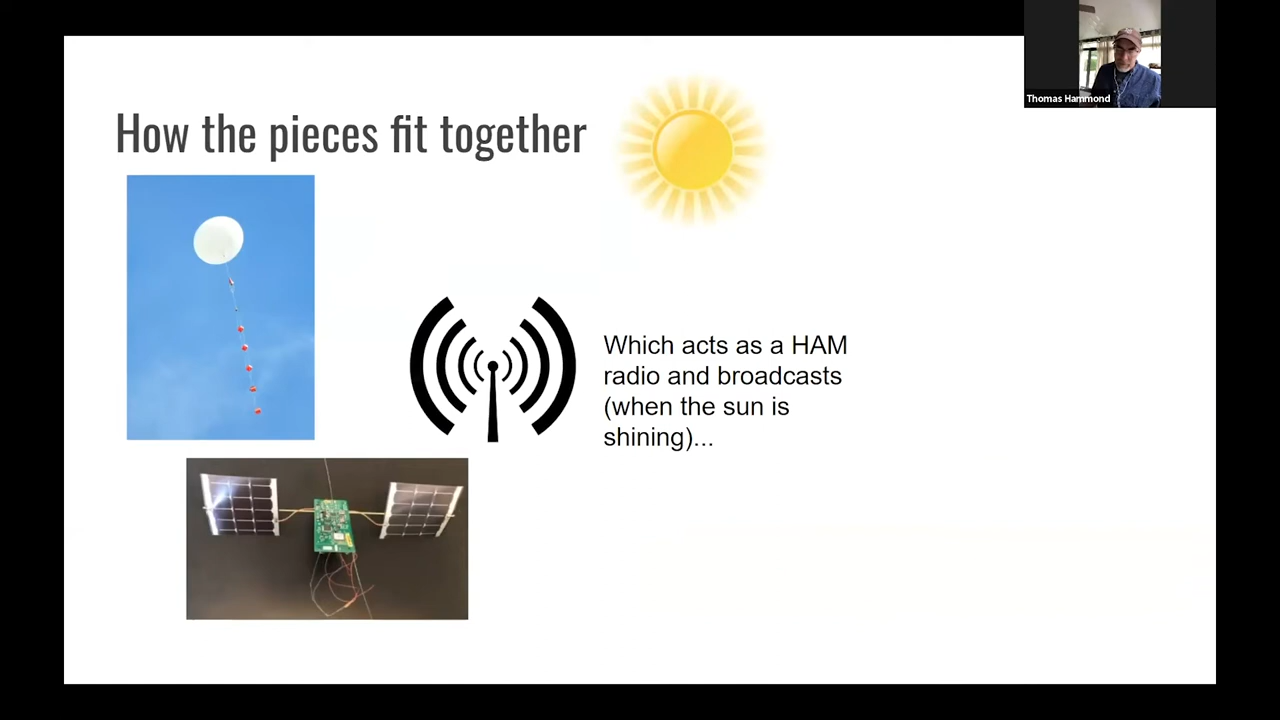 Thomas Hammond
How the pieces fit together
Which acts as a HAM
radio and broadcasts
(when the sun is
shining)...